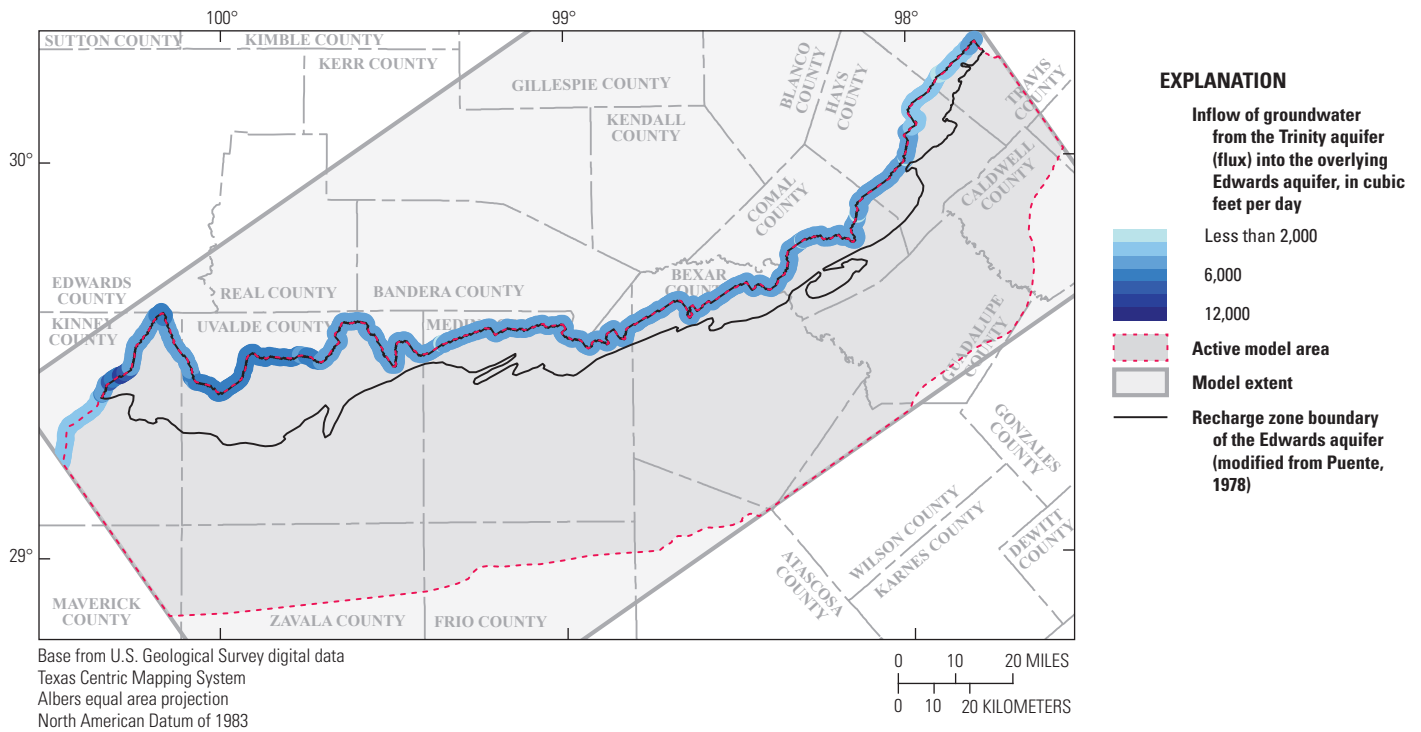 100°
99°
98°
SUTTON COUNTY
KIMBLE COUNTY
KERR COUNTY
GILLESPIE COUNTY
KENDALL
COUNTY
BLANCO
COUNTY
HAYS
COUNTY
TRAVIS
COUNTY
30°
COMAL
COUNTY
CALDWELL
COUNTY
EDWARDS
COUNTY
REAL COUNTY
BANDERA COUNTY
BEXAR
COUNTY
KINNEY
COUNTY
UVALDE COUNTY
GUADALUPE
COUNTY
GONZALES
COUNTY
29°
WILSON COUNTY
KARNES COUNTY
DEWITT
COUNTY
ATASCOSA
COUNTY
MAVERICK
COUNTY
ZAVALA COUNTY
FRIO COUNTY
Base from U.S. Geological Survey digital data
Texas Centric Mapping System
Albers equal area projection
North American Datum of 1983
0 10 20 MILES
0 10 20 KILOMETERS
EXPLANATION
Inflow of groundwater
from the Trinity aquifer
(flux) into the overlying
Edwards aquifer, in cubic
feet per day
Less than 2,000
6,000
12,000
Active model area
Model extent
Recharge zone boundary
of the Edwards aquifer
(modified from Puente,
1978)